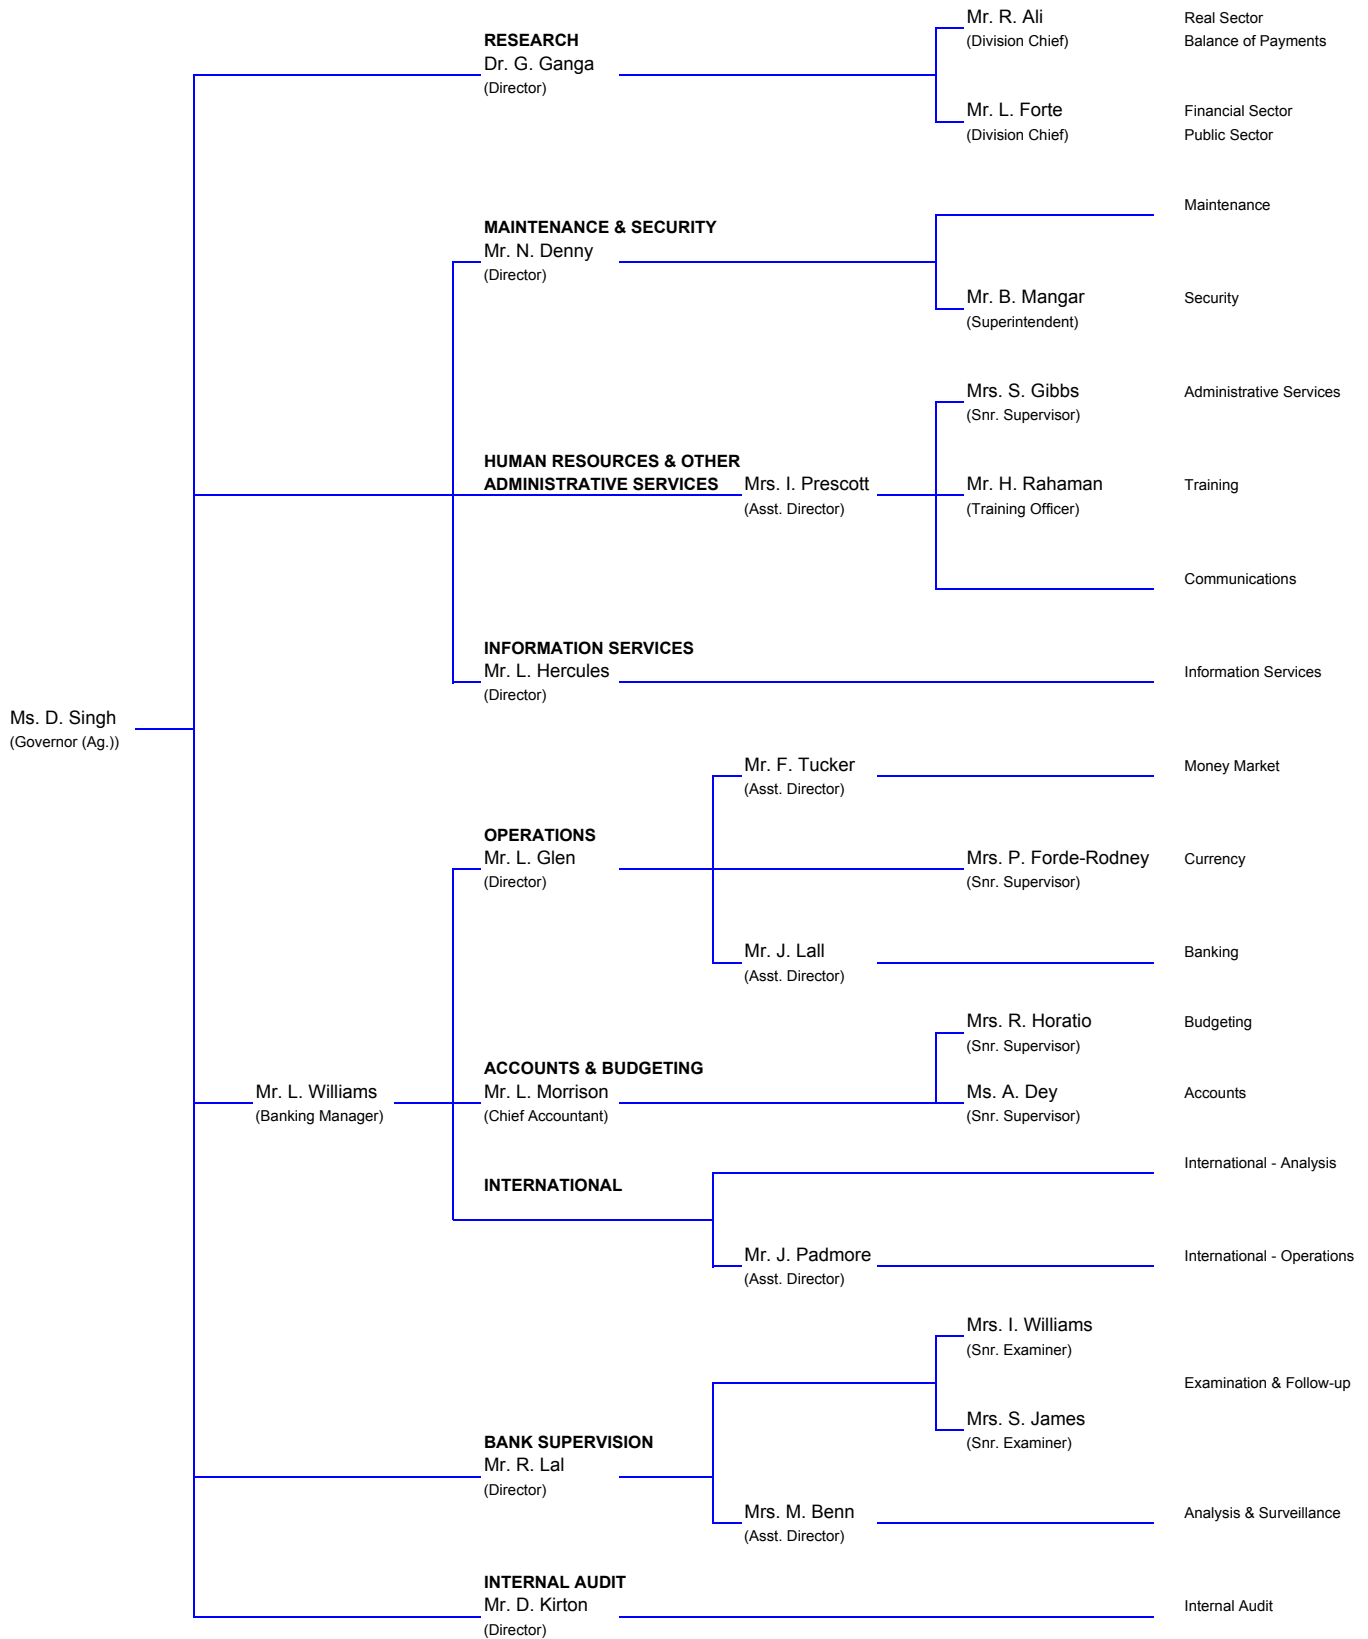 Mr. R. Ali
Real Sector
RESEARCH
(Division Chief)
Balance of Payments
Dr. G. Ganga
(Director)
Mr. L. Forte
Financial Sector
(Division Chief)
Public Sector
Maintenance
MAINTENANCE & SECURITY
Mr. N. Denny
(Director)
Mr. B. Mangar
Security
(Superintendent)
Mrs. S. Gibbs
Administrative Services
(Snr. Supervisor)
HUMAN RESOURCES & OTHER
ADMINISTRATIVE SERVICES
Mrs. I. Prescott
(Asst. Director)
Mr. H. Rahaman
Training
(Training Officer)
Communications
INFORMATION SERVICES
Mr. L. Hercules
(Director)
Information Services
Ms. D. Singh
(Governor (Ag.))
Mr. F. Tucker
(Asst. Director)
Money Market
OPERATIONS
Mr. L. Glen
(Director)
Mrs. P. Forde-Rodney
Currency
(Snr. Supervisor)
Mr. J. Lall
(Asst. Director)
Banking
Mrs. R. Horatio
Budgeting
(Snr. Supervisor)
ACCOUNTS & BUDGETING
Mr. L. Williams
(Banking Manager)
Mr. L. Morrison
(Chief Accountant)
Ms. A. Dey
Accounts
(Snr. Supervisor)
International - Analysis
INTERNATIONAL
Mr. J. Padmore
(Asst. Director)
International - Operations
Mrs. I. Williams
(Snr. Examiner)
Examination & Follow-up
Mrs. S. James
(Snr. Examiner)
BANK SUPERVISION
Mr. R. Lal
(Director)
Mrs. M. Benn
(Asst. Director)
Analysis & Surveillance
INTERNAL AUDIT
Mr. D. Kirton
(Director)
Internal Audit